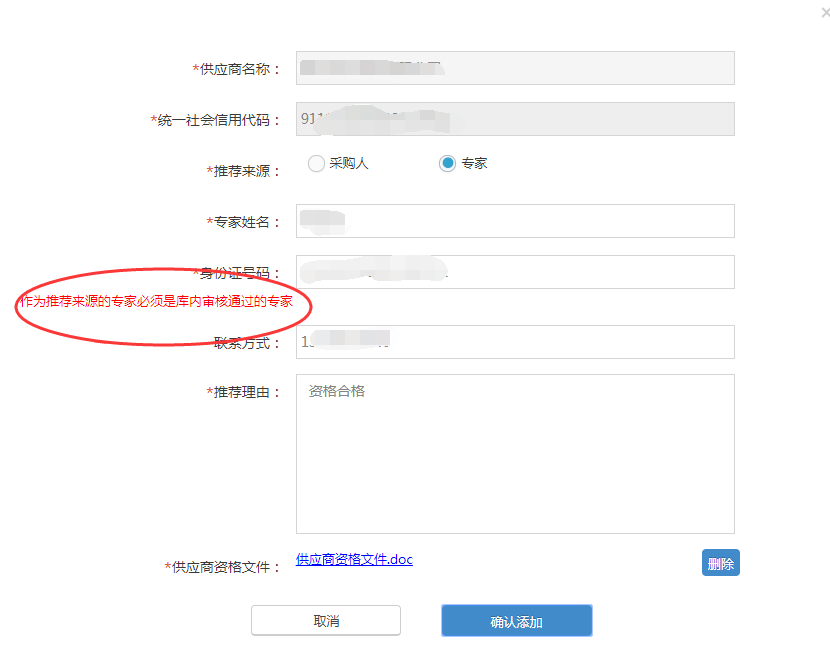 *供应商名称：
*统一社会信用代码： 911
*推荐来源： 采购人 专家
*专家姓名：
*身份证号码：
作为推荐来源的专家必须是库内审核通过的专家
联系方式： 1
*推荐理由： 资格合格
*供应商资格文件： 供应商资格文件.doc 删除
取消 确认添加